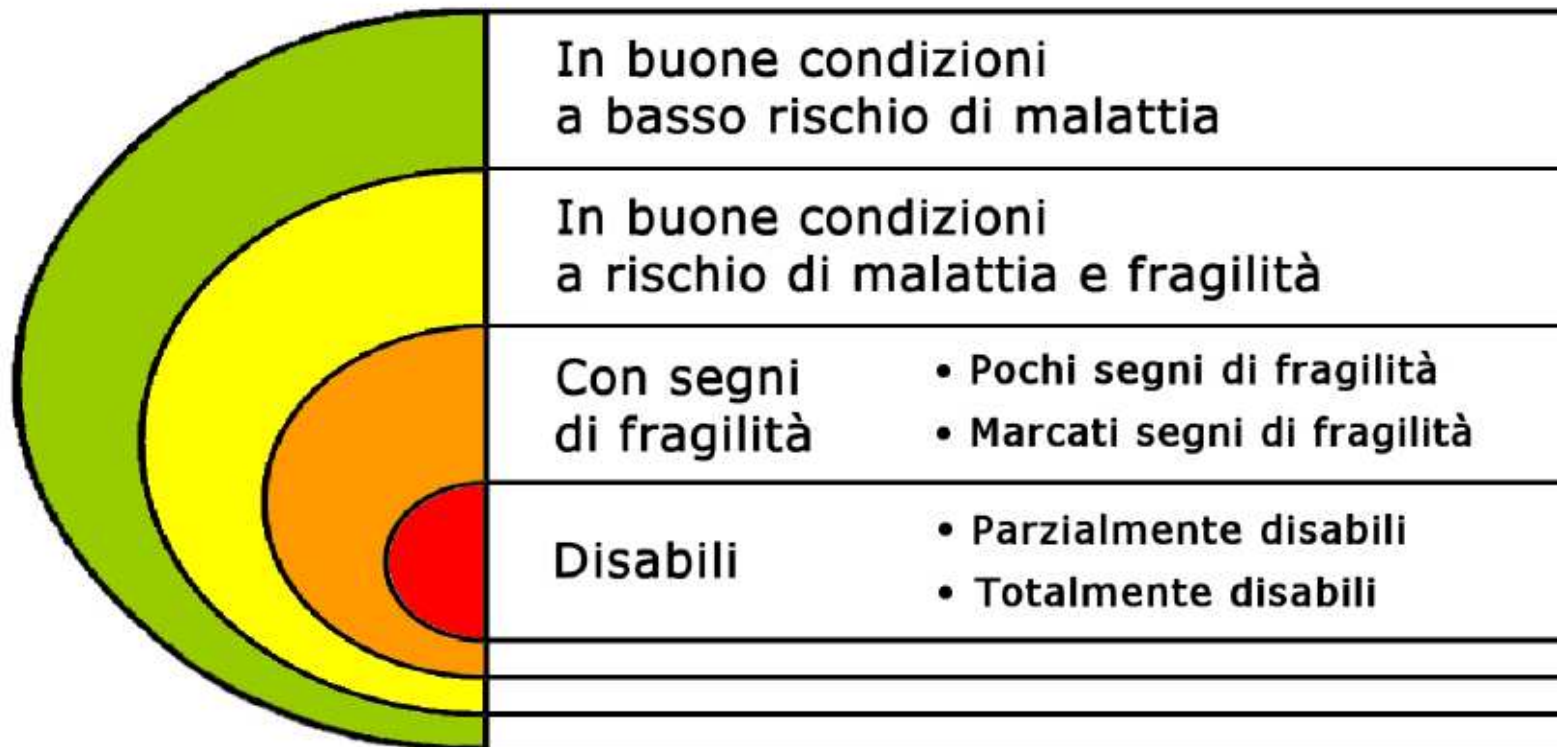 In buone condizioni
a basso rischio di malattia
In buone condizioni
a rischio di malattia e fragilità
Con segni
di fragilità
• Pochi segni di fragilità
• Marcati segni di fragilità
Disabili
• Parzialmente disabili
• Totalmente disabili